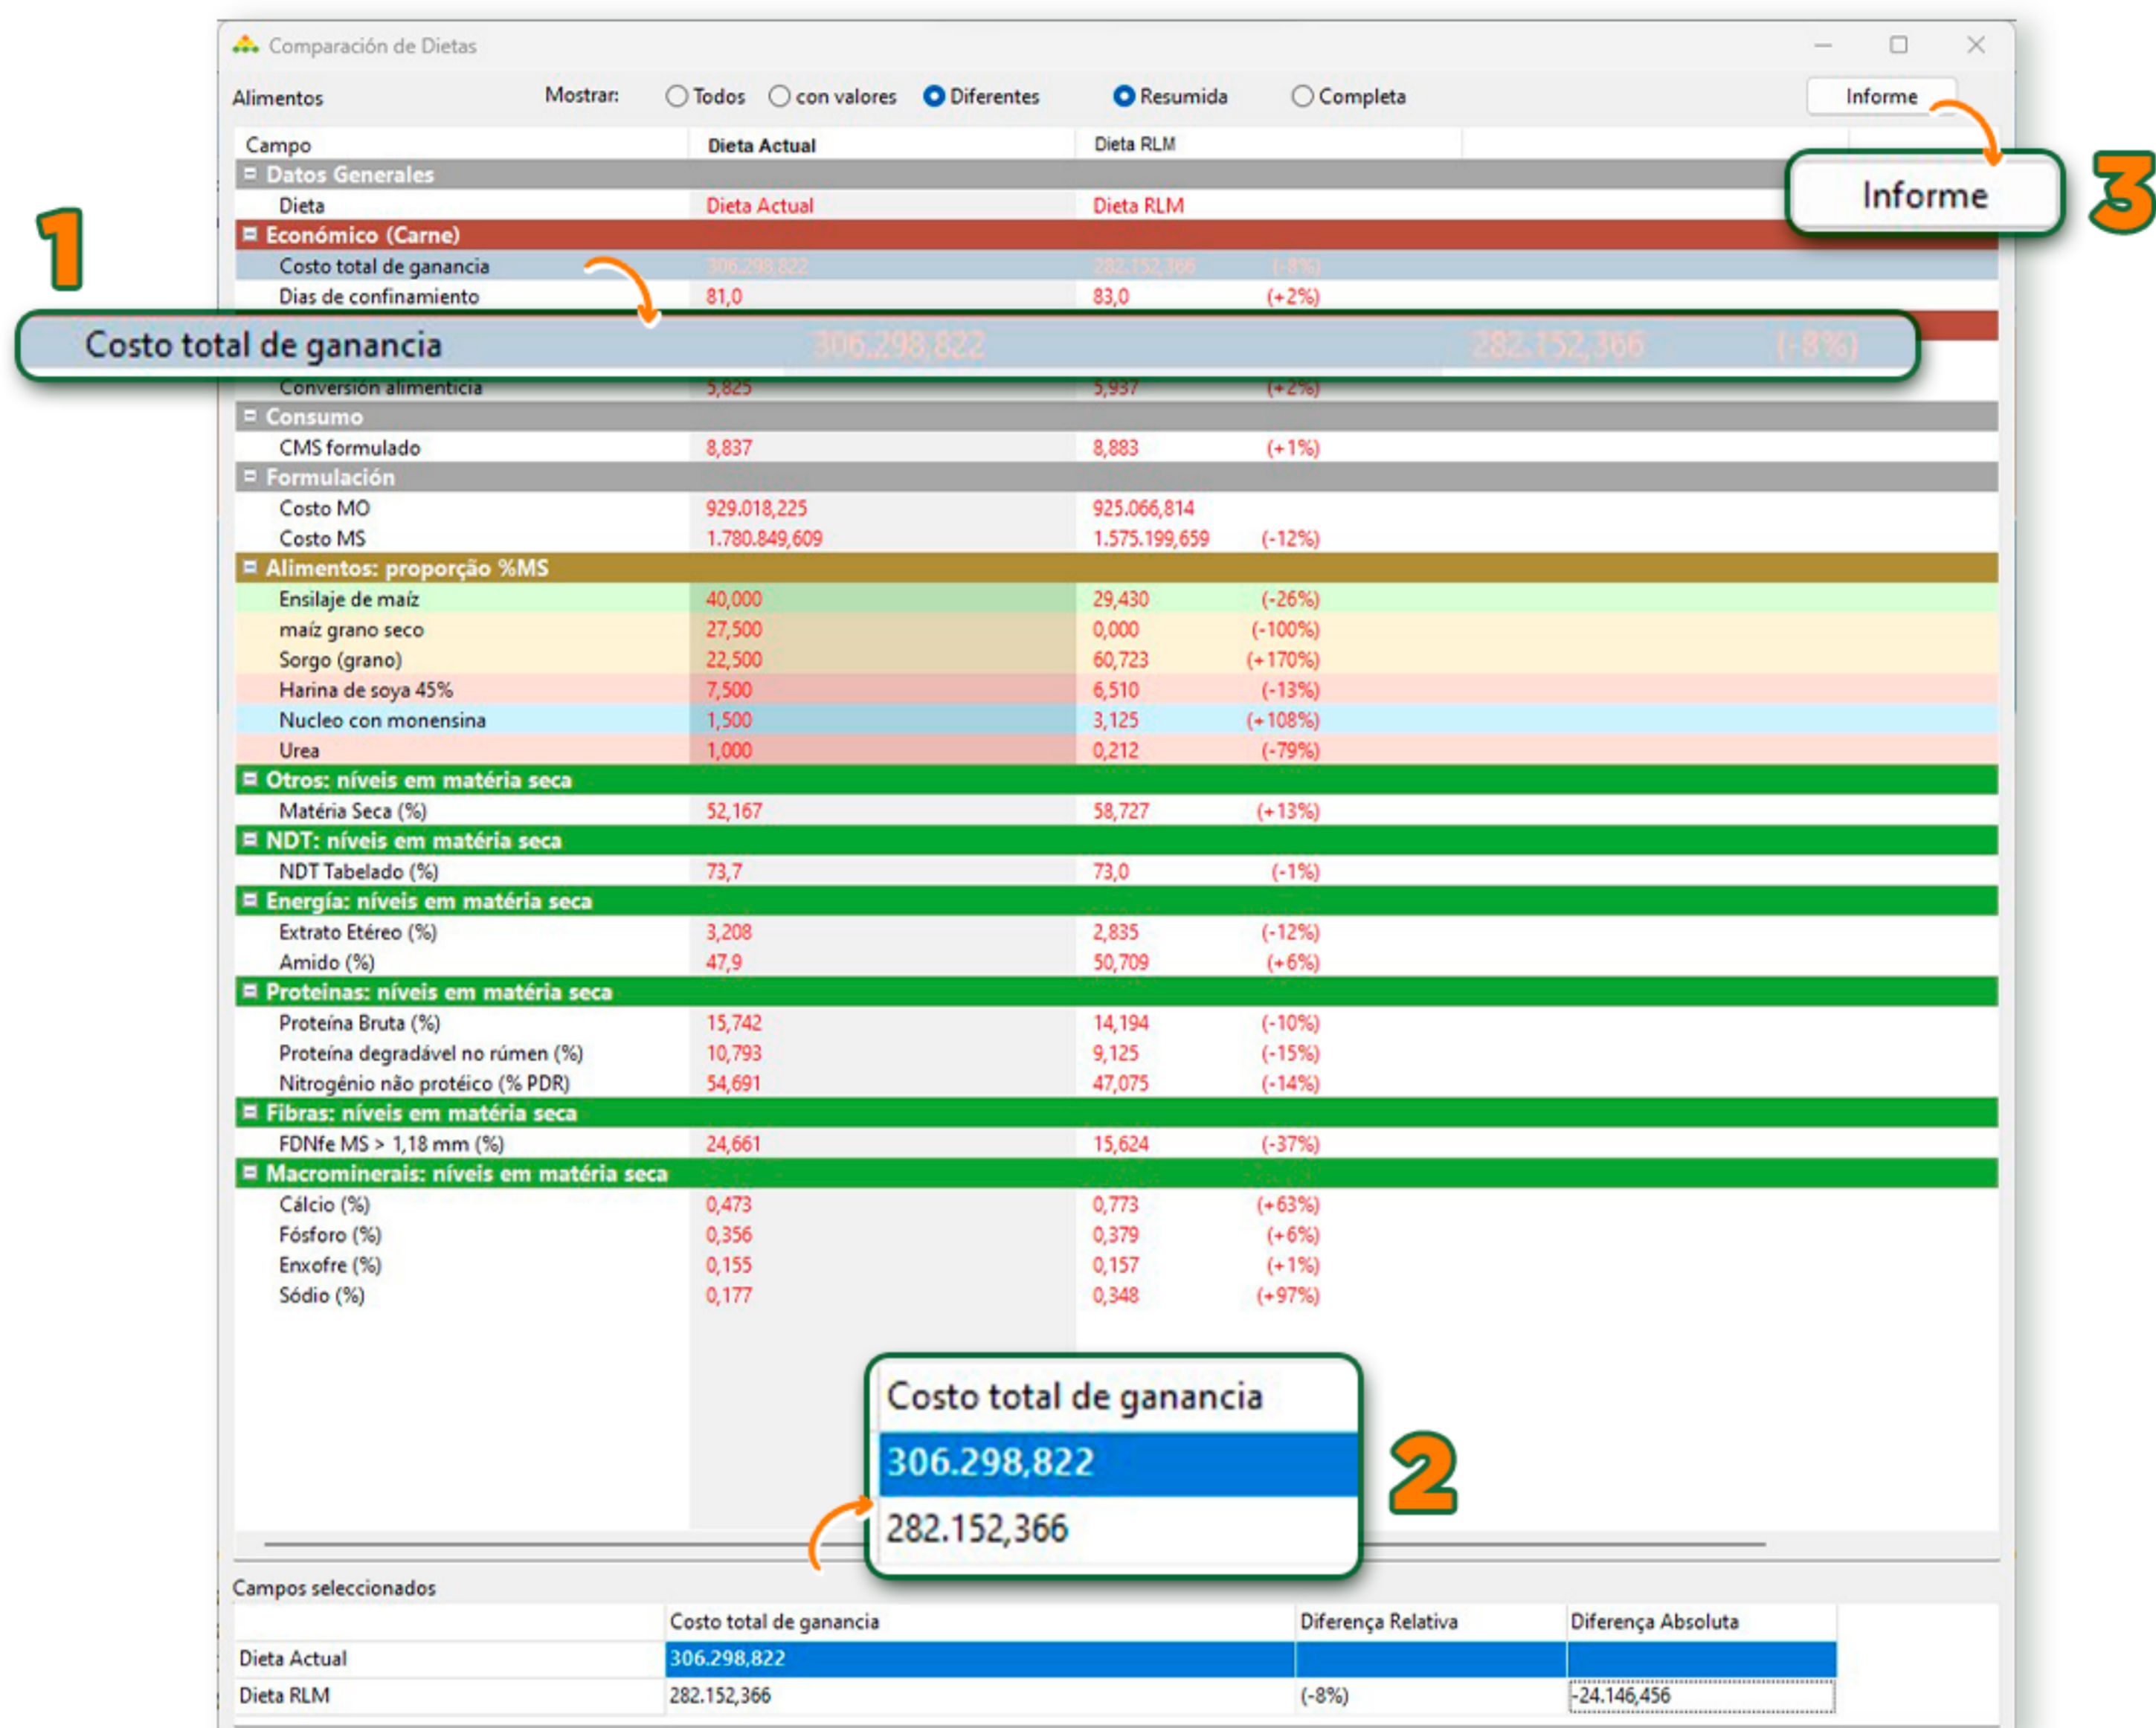 Comparación de Dietas
Alimentos Mostrar: Todos con valores Diferentes Resumida Completa Informe
Campo Dieta Actual Dieta RLM
Datos Generales
Informe
3
Dieta Dieta Actual Dieta RLM
1
Económico (Carne)
Costo total de ganancia 306.298,822 282.152,366 (-8%)
Dias de confinamiento 81,0 83,0 (+2%)
Costo total de ganancia 306.298,822 282.152,366 (-8%)
Conversión alimenticia 5,825 5,937 (+2%)
Consumo
CMS formulado 8,837 8,883 (+1%)
Formulación
Costo MO 929.018,225 925.066,814
Costo MS 1.780.849,609 1.575.199,659 (-12%)
Alimentos: proporção %MS
Ensilaje de maíz 40,000 29,430 (-26%)
maíz grano seco 27,500 0,000 (-100%)
Sorgo (grano) 22,500 60,723 (+170%)
Harina de soya 45% 7,500 6,510 (-13%)
Nucleo con monensina 1,500 3,125 (+108%)
Urea 1,000 0,212 (-79%)
Otros: níveis em matéria seca
Matéria Seca (%) 52,167 58,727 (+13%)
NDT: níveis em matéria seca
NDT Tabelado (%) 73,7 73,0 (-1%)
Energía: níveis em matéria seca
Extrato Etéreo (%) 3,208 2,835 (-12%)
Amido (%) 47,9 50,709 (+6%)
Proteinas: níveis em matéria seca
Proteína Bruta (%) 15,742 14,194 (-10%)
Proteína degradável no rúmen (%) 10,793 9,125 (-15%)
Nitrogênio não protéico (% PDR) 54,691 47,075 (-14%)
Fibras: níveis em matéria seca
FDNfe MS > 1,18 mm (%) 24,661 15,624 (-37%)
Macrominerais: níveis em matéria seca
Cálcio (%) 0,473 0,773 (+63%)
Fósforo (%) 0,356 0,379 (+6%)
Enxofre (%) 0,155 0,157 (+1%)
Sódio (%) 0,177 0,348 (+97%)
Costo total de ganancia
306.298,822
282.152,366
2
Campos seleccionados
Costo total de ganancia Diferença Relativa Diferença Absoluta
Dieta Actual 306.298,822
Dieta RLM 282.152,366 (-8%) -24.146,456